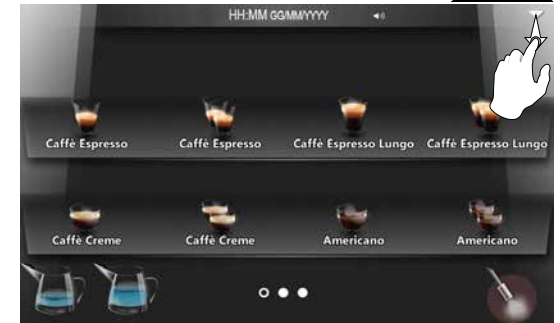 HH:MM GG/MM/YYYY
Caffè Espresso Caffè Espresso Caffè Espresso Lungo Caffè Espresso Lungo
Caffè Creme Caffè Creme Americano Americano